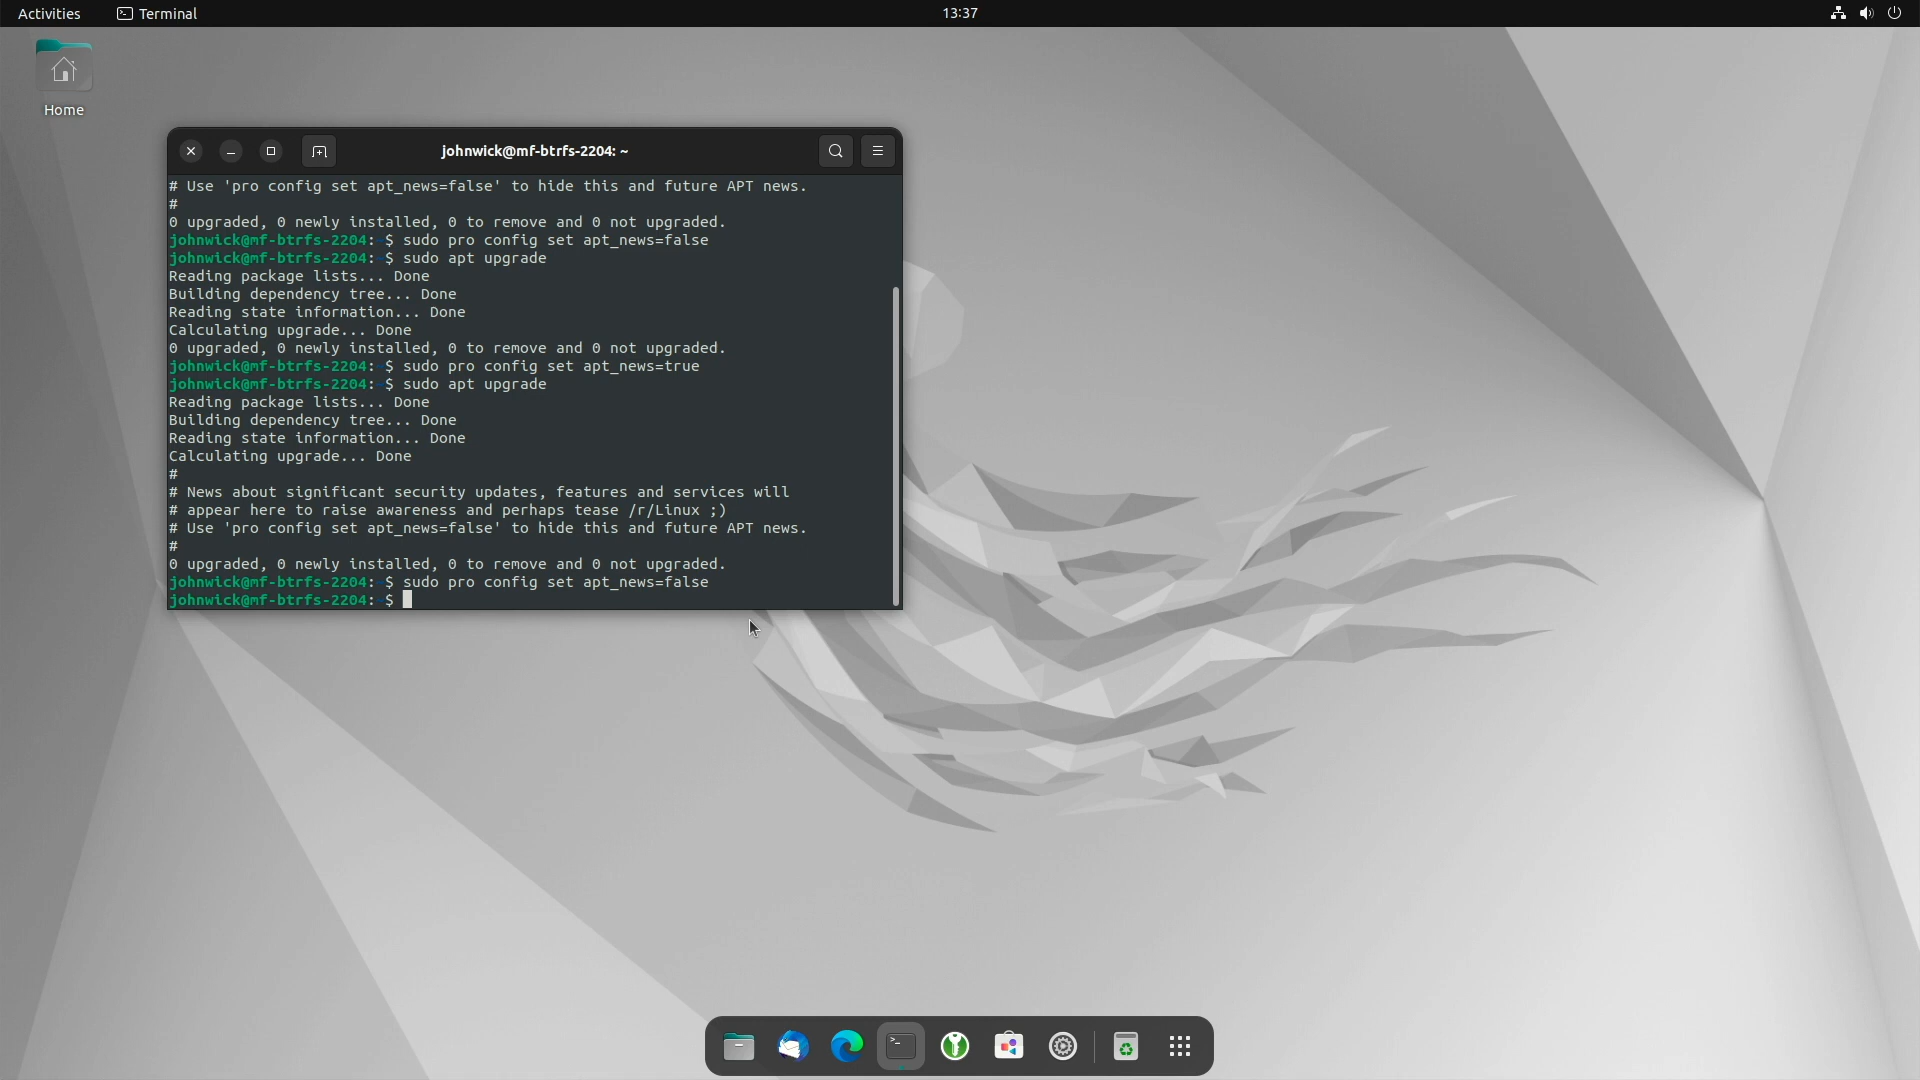 Activities
Terminal
13:37
Home
johnwick@mf-btrfs-2204: ~
# Use 'pro config set apt_news=false' to hide this and future APT news.
#
0 upgraded, 0 newly installed, 0 to remove and 0 not upgraded.
johnwick@mf-btrfs-2204:~$ sudo pro config set apt_news=false
johnwick@mf-btrfs-2204:~$ sudo apt upgrade
Reading package lists... Done
Building dependency tree... Done
Reading state information... Done
Calculating upgrade... Done
0 upgraded, 0 newly installed, 0 to remove and 0 not upgraded.
johnwick@mf-btrfs-2204:~$ sudo pro config set apt_news=true
johnwick@mf-btrfs-2204:~$ sudo apt upgrade
Reading package lists... Done
Building dependency tree... Done
Reading state information... Done
Calculating upgrade... Done
#
# News about significant security updates, features and services will
# appear here to raise awareness and perhaps tease /r/Linux ;)
# Use 'pro config set apt_news=false' to hide this and future APT news.
#
0 upgraded, 0 newly installed, 0 to remove and 0 not upgraded.
johnwick@mf-btrfs-2204:~$ sudo pro config set apt_news=false
johnwick@mf-btrfs-2204:~$